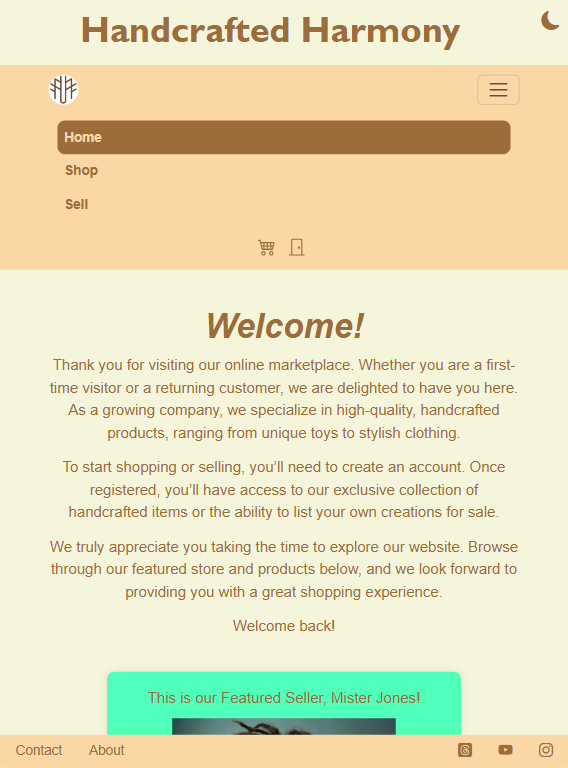 Handcrafted Harmony
Home
Shop
Sell
Welcome!
Thank you for visiting our online marketplace. Whether you are a first-
time visitor or a returning customer, we are delighted to have you here.
As a growing company, we specialize in high-quality, handcrafted
products, ranging from unique toys to stylish clothing.
To start shopping or selling, you’ll need to create an account. Once
registered, you’ll have access to our exclusive collection of
handcrafted items or the ability to list your own creations for sale.
We truly appreciate you taking the time to explore our website. Browse
through our featured store and products below, and we look forward to
providing you with a great shopping experience.
Welcome back!
This is our Featured Seller, Mister Jones!
Contact About